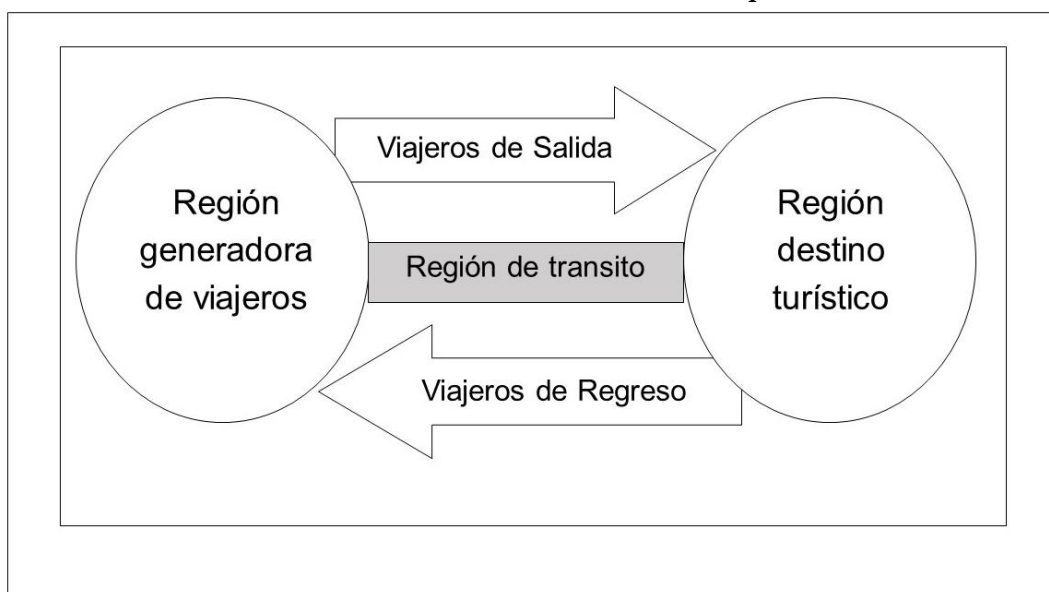 Viajeros de Salida
Región
generadora
de viajeros
Región de transito
Región
destino
turístico
Viajeros de Regreso